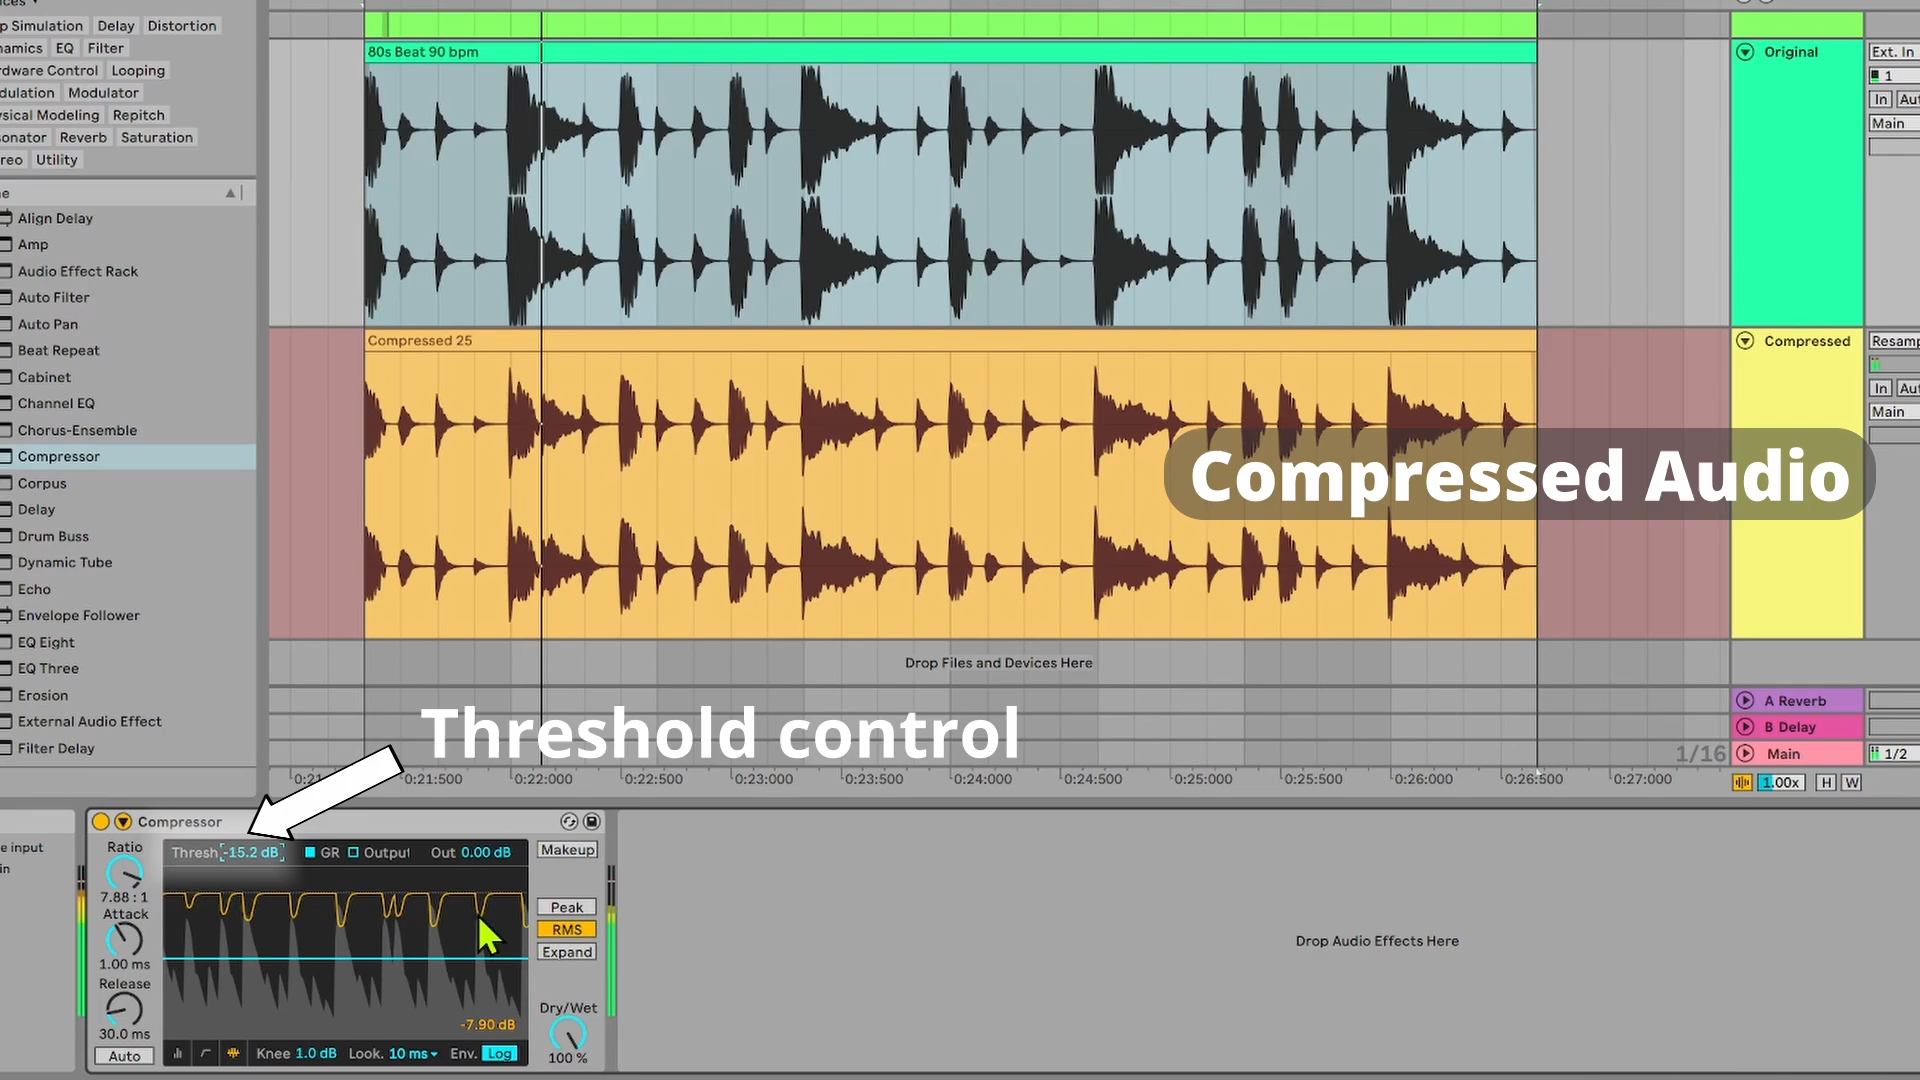 p Simulation Delay Distortion
namics EQ Filter
rdware Control Looping
dulation Modulator
ysical Modeling Repitch
sonator Reverb Saturation
reo Utility
e
Align Delay
Amp
Audio Effect Rack
Auto Filter
Auto Pan
Beat Repeat
Cabinet
Channel EQ
Chorus-Ensemble
Compressor
Corpus
Delay
Drum Buss
Dynamic Tube
Echo
Envelope Follower
EQ Eight
EQ Three
Erosion
External Audio Effect
Filter Delay
80s Beat 90 bpm
Original
Ext. In
1
In Aut
Main
Compressed 25
Compressed
Resamp
In Aut
Main
Compressed Audio
Drop Files and Devices Here
A Reverb
B Delay
1/16
Main
1/2
Threshold control
0:21 0:21:500 0:22:000 0:22:500 0:23:000 0:23:500 0:24:000 0:24:500 0:25:000 0:25:500 0:26:000 0:26:500 0:27:000
1.00x H W
e input
in
Compressor
Ratio
7.88 : 1
Attack
1.00 ms
Release
30.0 ms
Auto
Thresh -15.2 dB GR Output Out 0.00 dB
-7.90 dB
Knee 1.0 dB Look. 10 ms Env. Log
Makeup
Peak
RMS
Expand
Dry/Wet
100 %
Drop Audio Effects Here